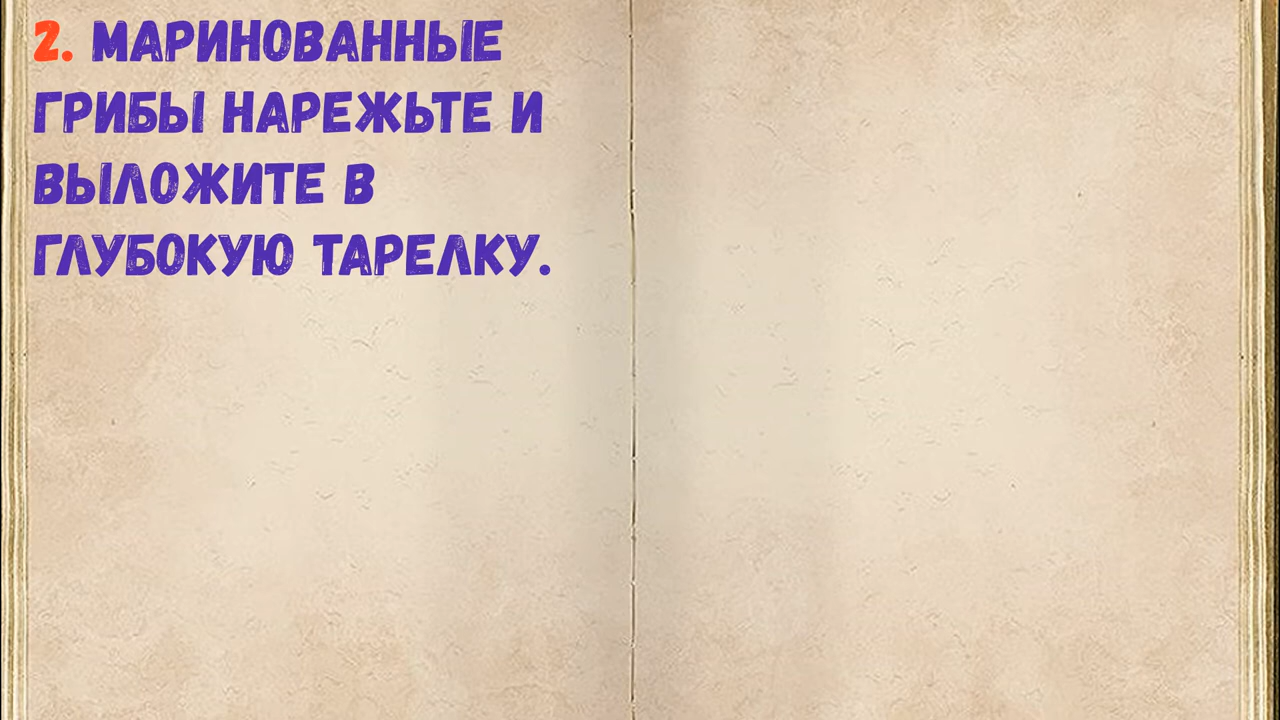 2. МАРИНОВАННЫЕ
ГРИБЫ НАРЕЖЬТЕ И
ВЫЛОЖИТЕ В
ГЛУБОКУЮ ТАРЕЛКУ.